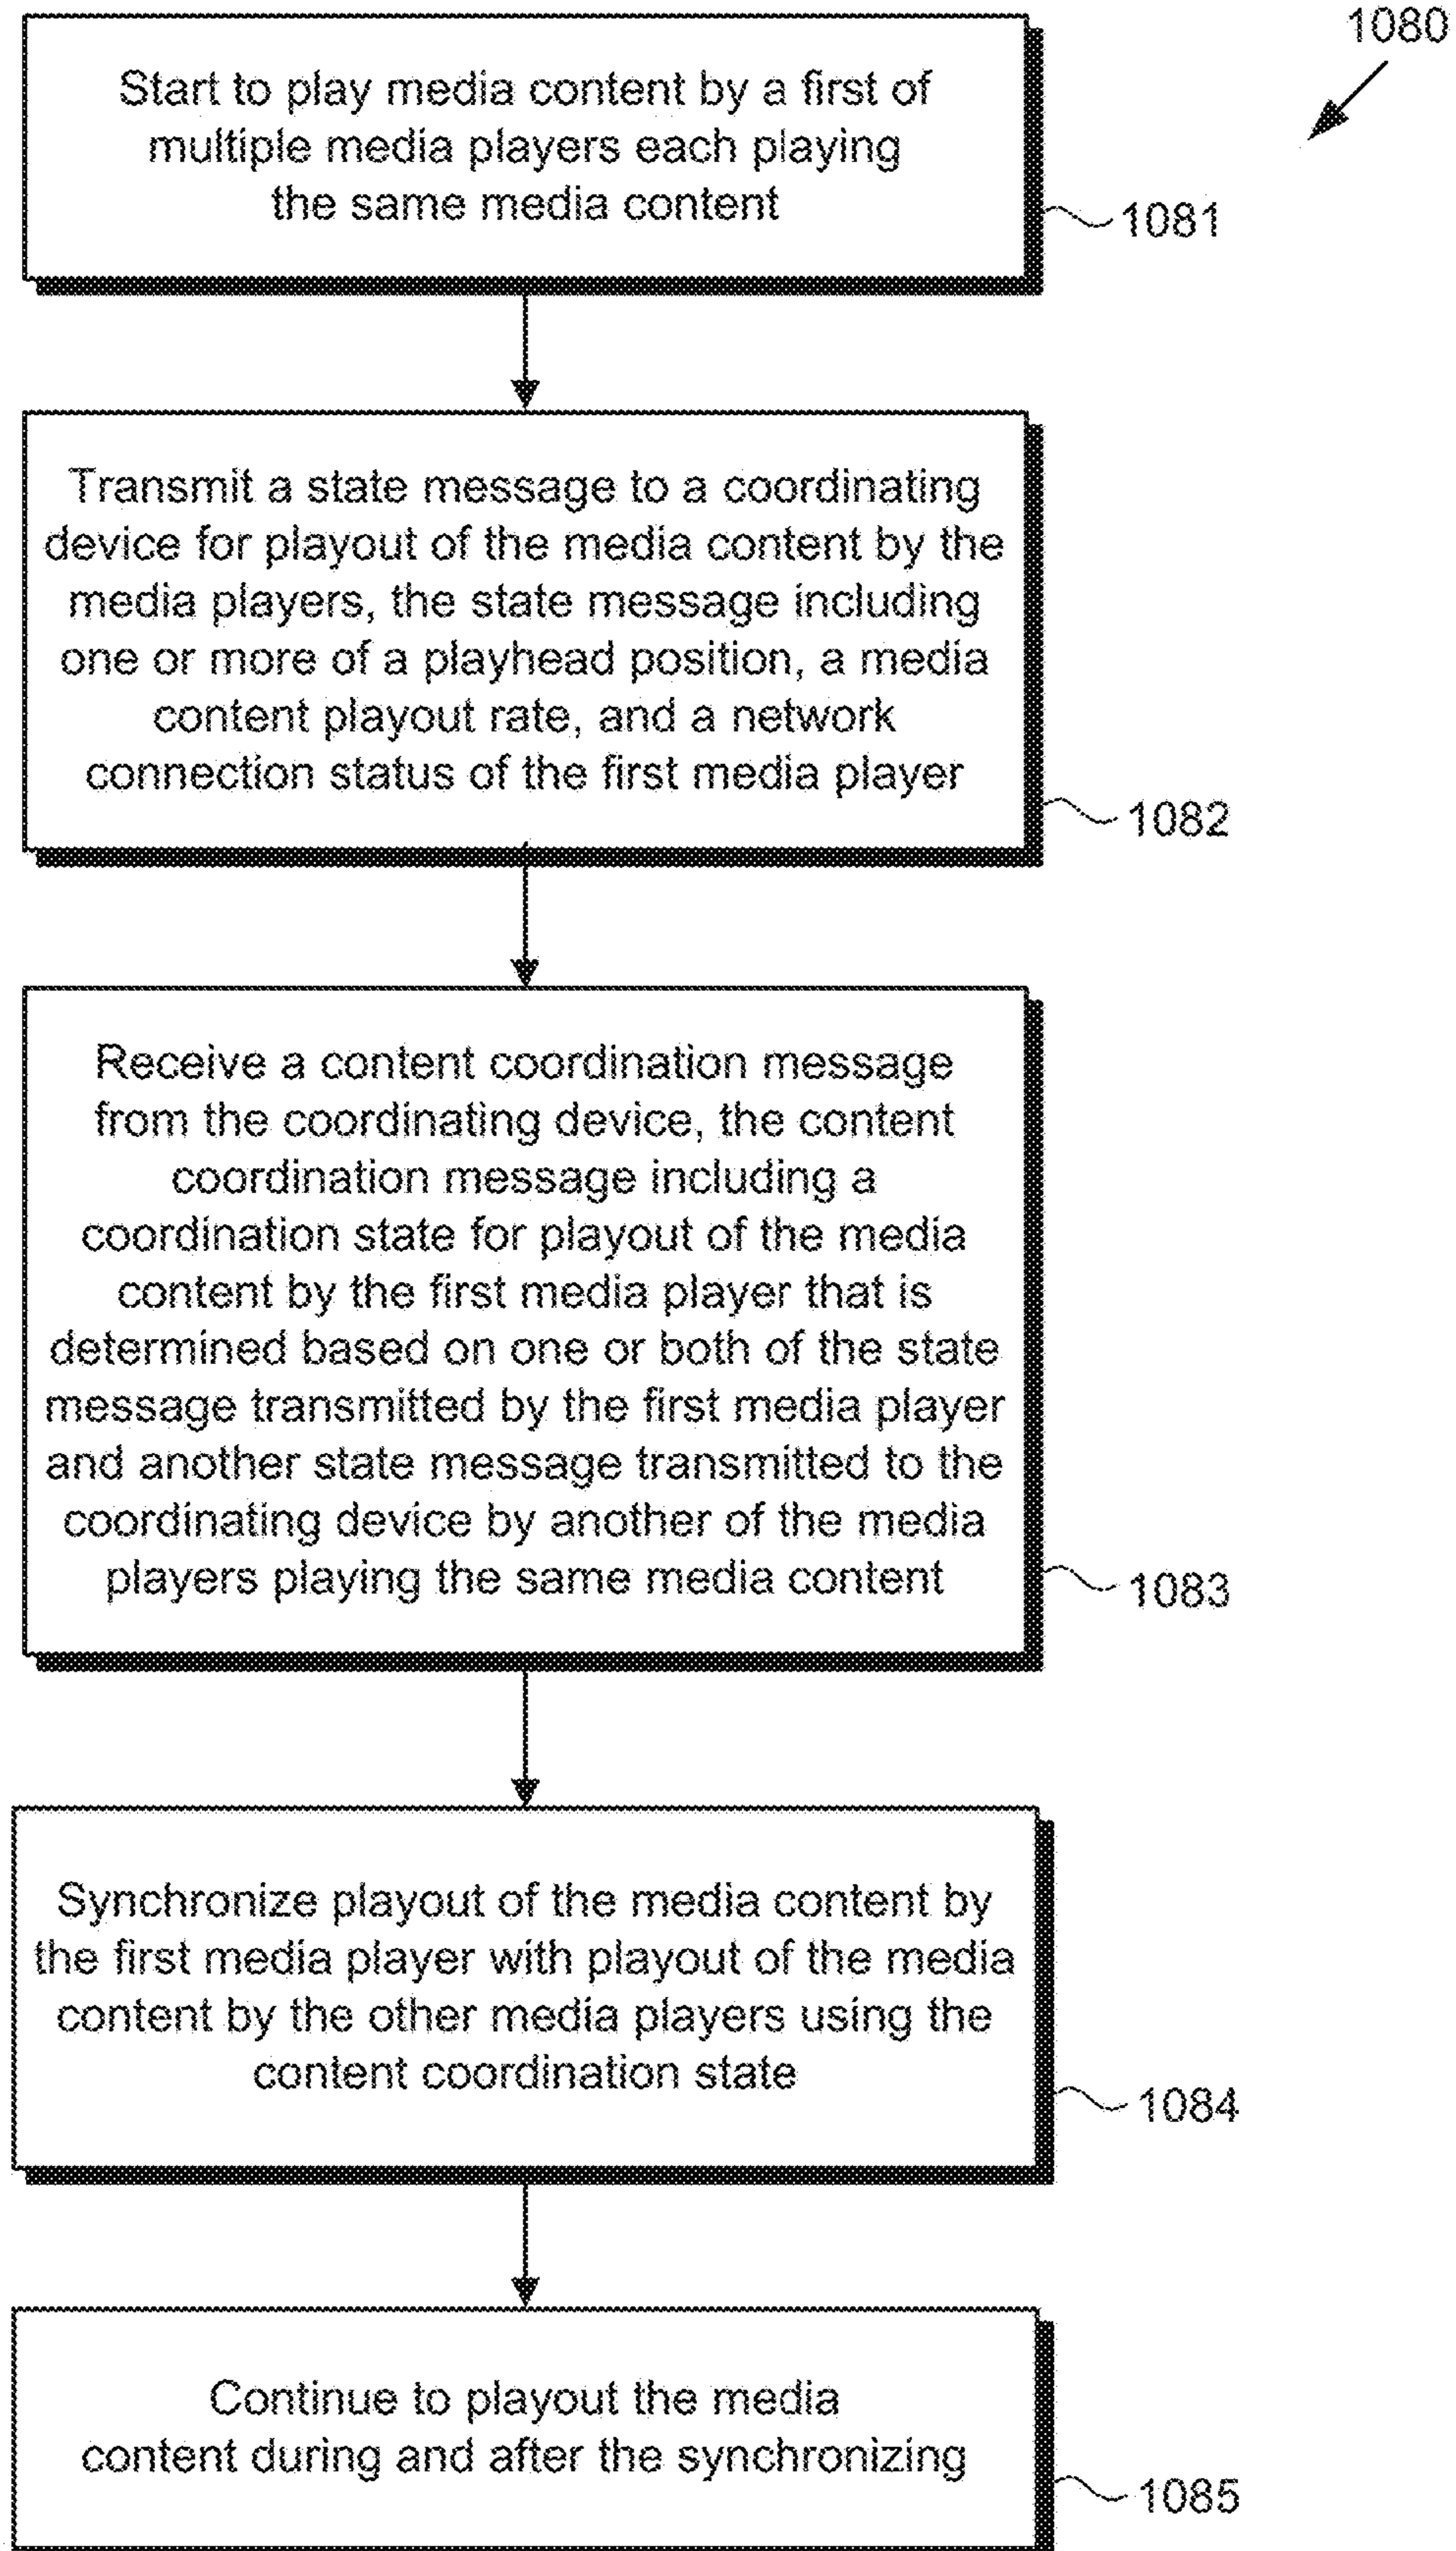 1080
Start to play media content by a first of
multiple media players each playing
the same media content
1081
Transmit a state message to a coordinating
device for playout of the media content by the
media players, the state message including
one or more of a playhead position, a media
content playout rate, and a network
connection status of the first media player
1082
Receive a content coordination message
from the coordinating device, the content
coordination message including a
coordination state for playout of the media
content by the first media player that is
determined based on one or both of the state
message transmitted by the first media player
and another state message transmitted to the
coordinating device by another of the media
players playing the same media content
1083
Synchronize playout of the media content by
the first media player with playout of the media
content by the other media players using the
content coordination state
1084
Continue to playout the media
content during and after the synchronizing
1085